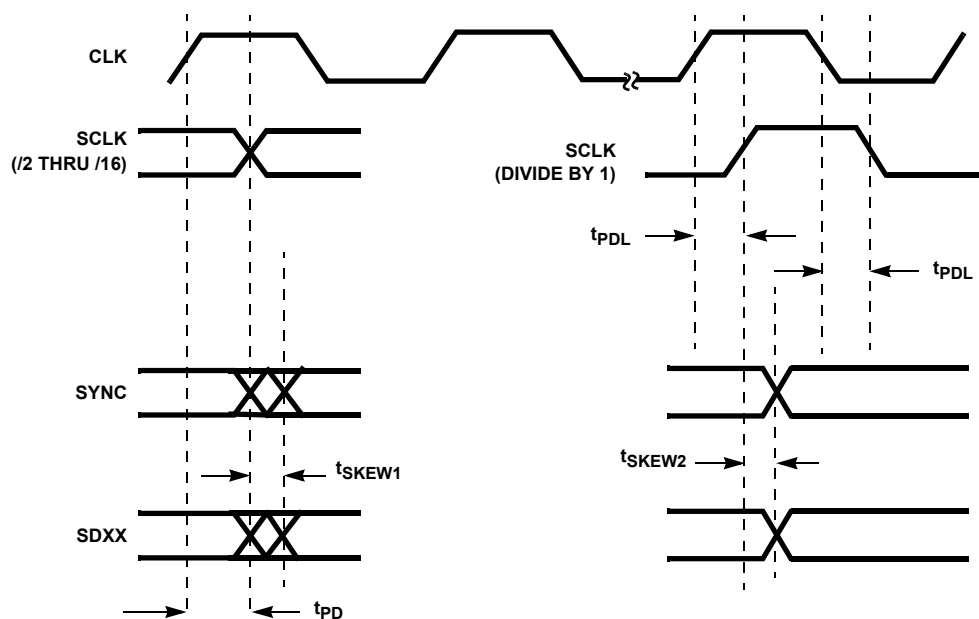 CLK
SCLK
(/2 THRU /16)
SCLK
(DIVIDE BY 1)
tPDL
tPDL
SYNC
tSKEW1
tSKEW2
SDXX
tPD